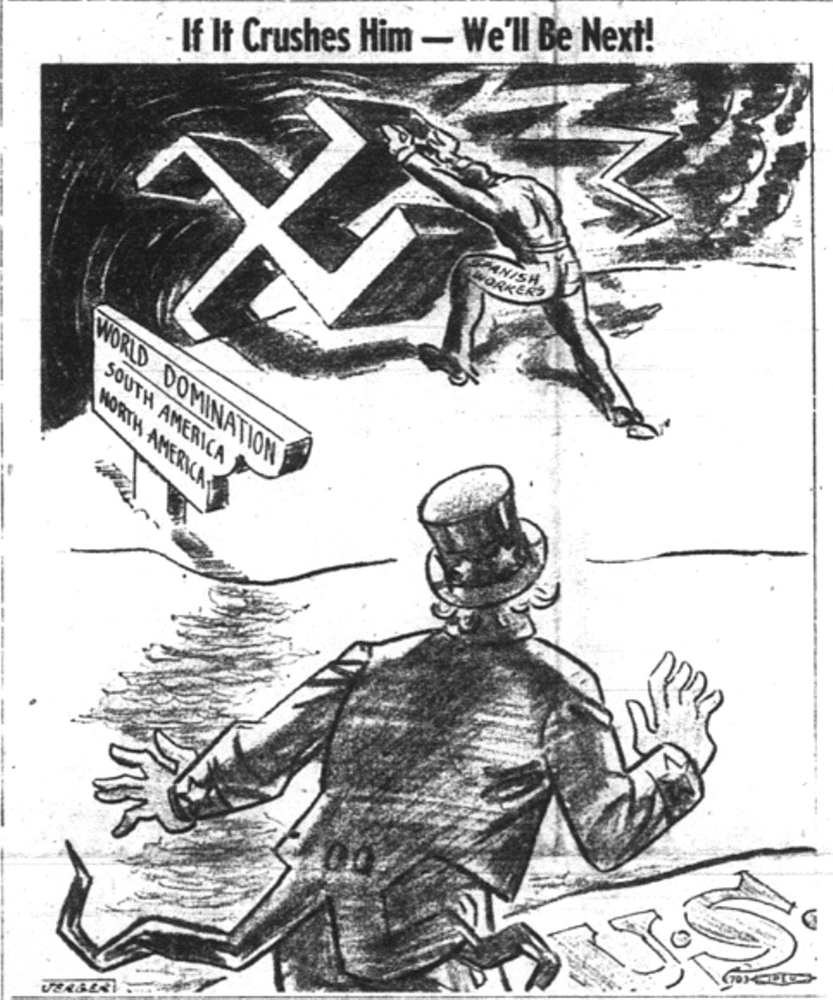 If It Crushes Him — We'll Be Next!
SPANISH
WORKERS
WORLD DOMINATION
SOUTH AMERICA
NORTH AMERICA
U.S.
JERGER